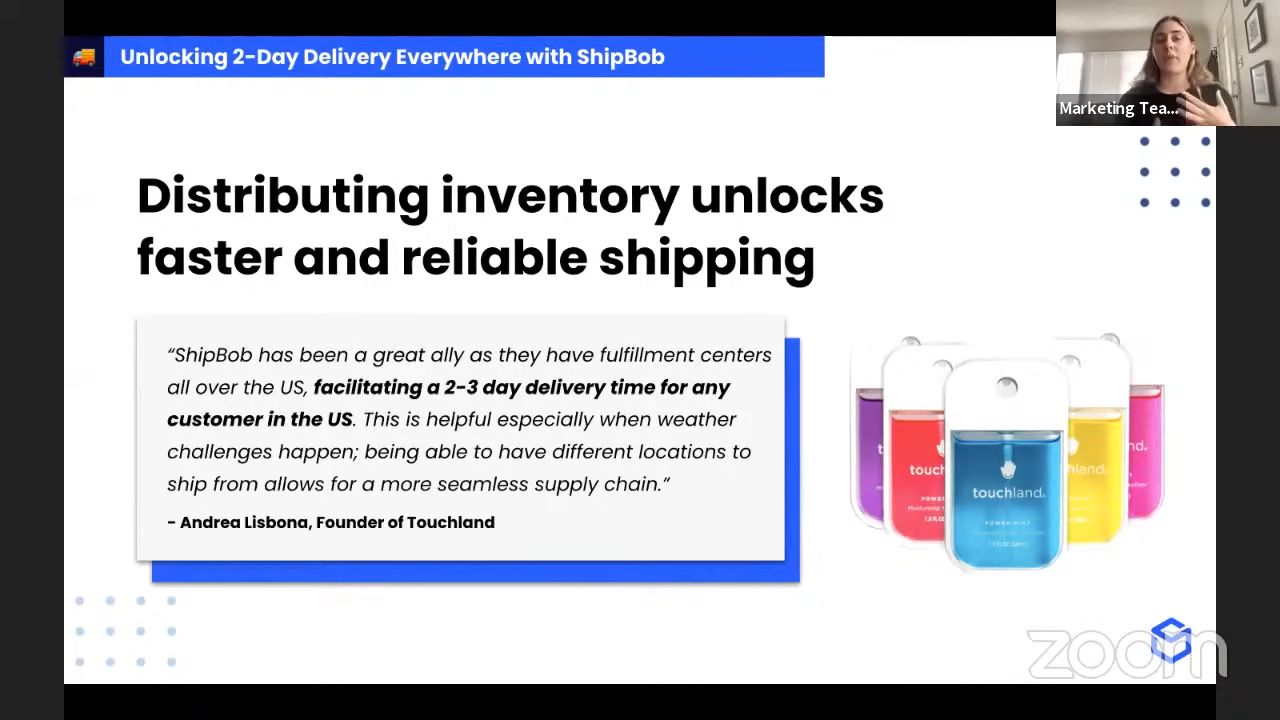 Unlocking 2-Day Delivery Everywhere with ShipBob
Marketing Tea...
Distributing inventory unlocks
faster and reliable shipping
“ShipBob has been a great ally as they have fulfillment centers
all over the US, facilitating a 2-3 day delivery time for any
customer in the US. This is helpful especially when weather
challenges happen; being able to have different locations to
ship from allows for a more seamless supply chain.”
- Andrea Lisbona, Founder of Touchland
touchland.
POWER MIST
zoom